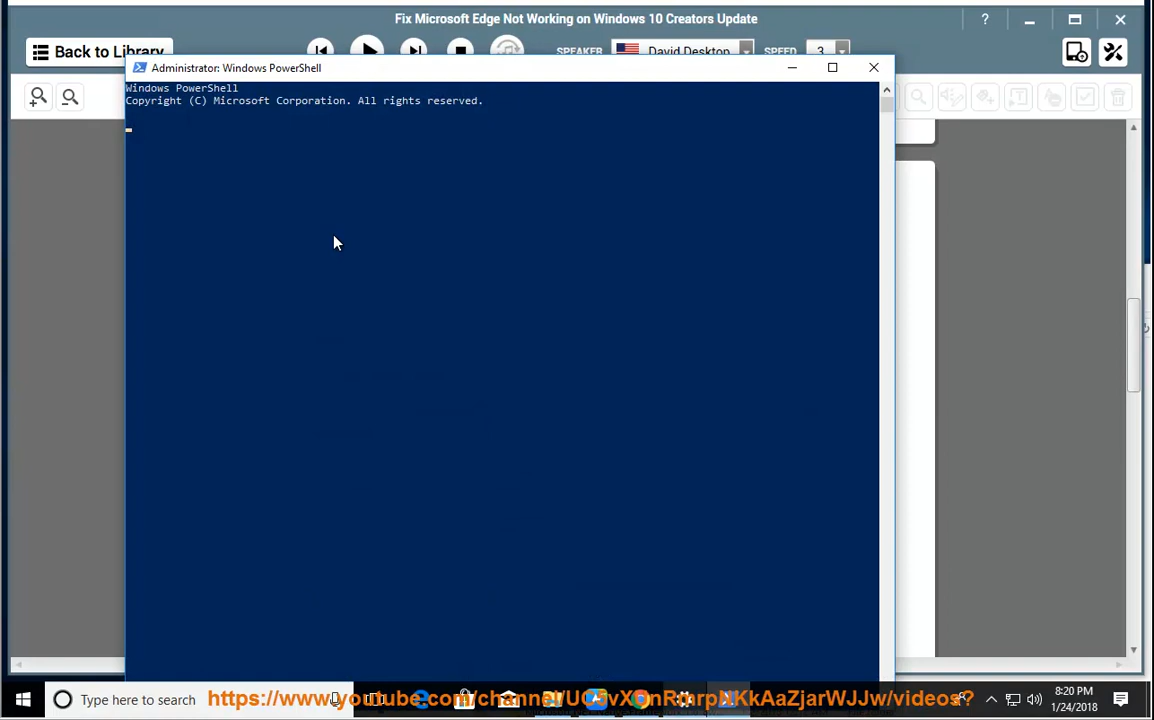 Fix Microsoft Edge Not Working on Windows 10 Creators Update
?
Back to Library
SPEAKER
David Desktop
SPEED
3
Administrator: Windows PowerShell
Windows PowerShell
Copyright (C) Microsoft Corporation. All rights reserved.
Type here to search
8:20 PM
1/24/2018